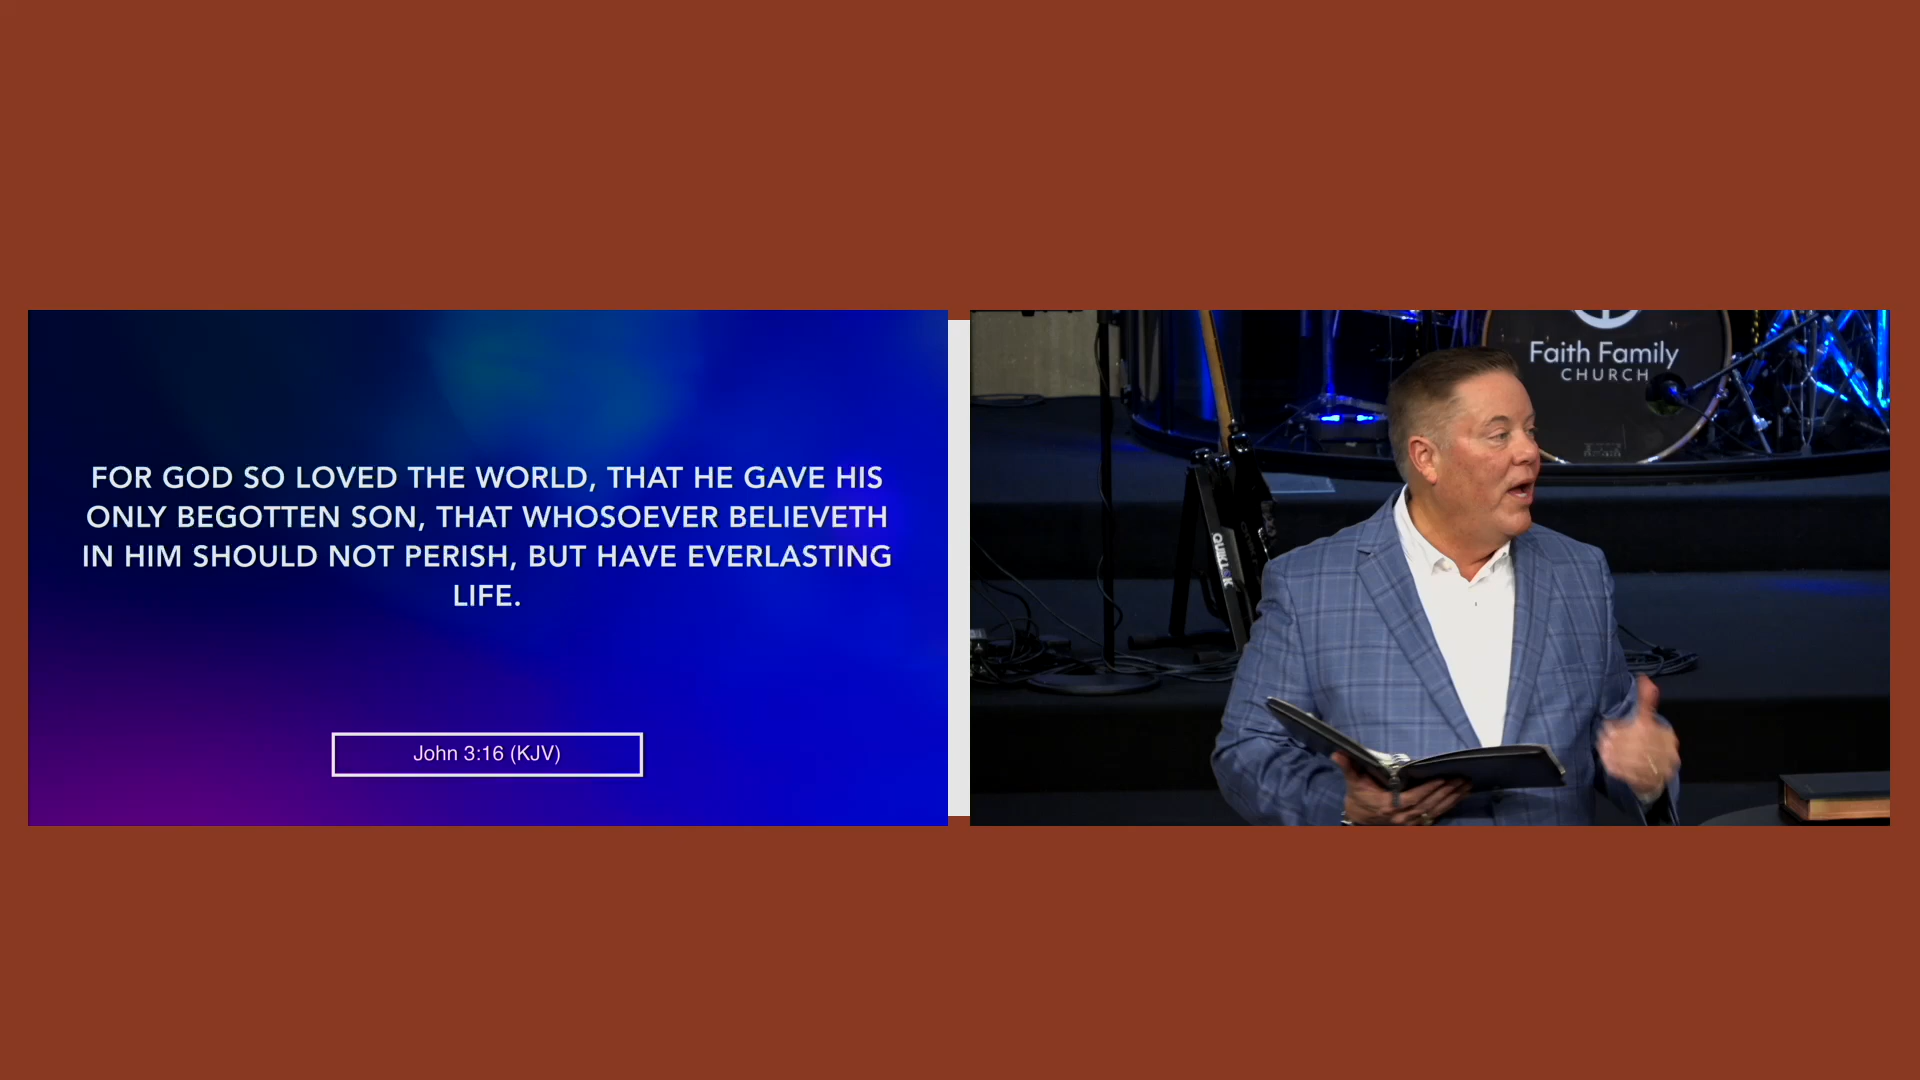 FOR GOD SO LOVED THE WORLD, THAT HE GAVE HIS
ONLY BEGOTTEN SON, THAT WHOSOEVER BELIEVETH
IN HIM SHOULD NOT PERISH, BUT HAVE EVERLASTING
LIFE.
John 3:16 (KJV)
Faith Family
CHURCH
QUIKLOK